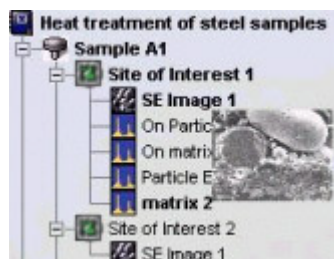 Heat treatment of steel samples
Sample A1
Site of Interest 1
SE Image 1
On Partic
On matrix
Particle E
matrix 2
Site of Interest 2
SE Image 1